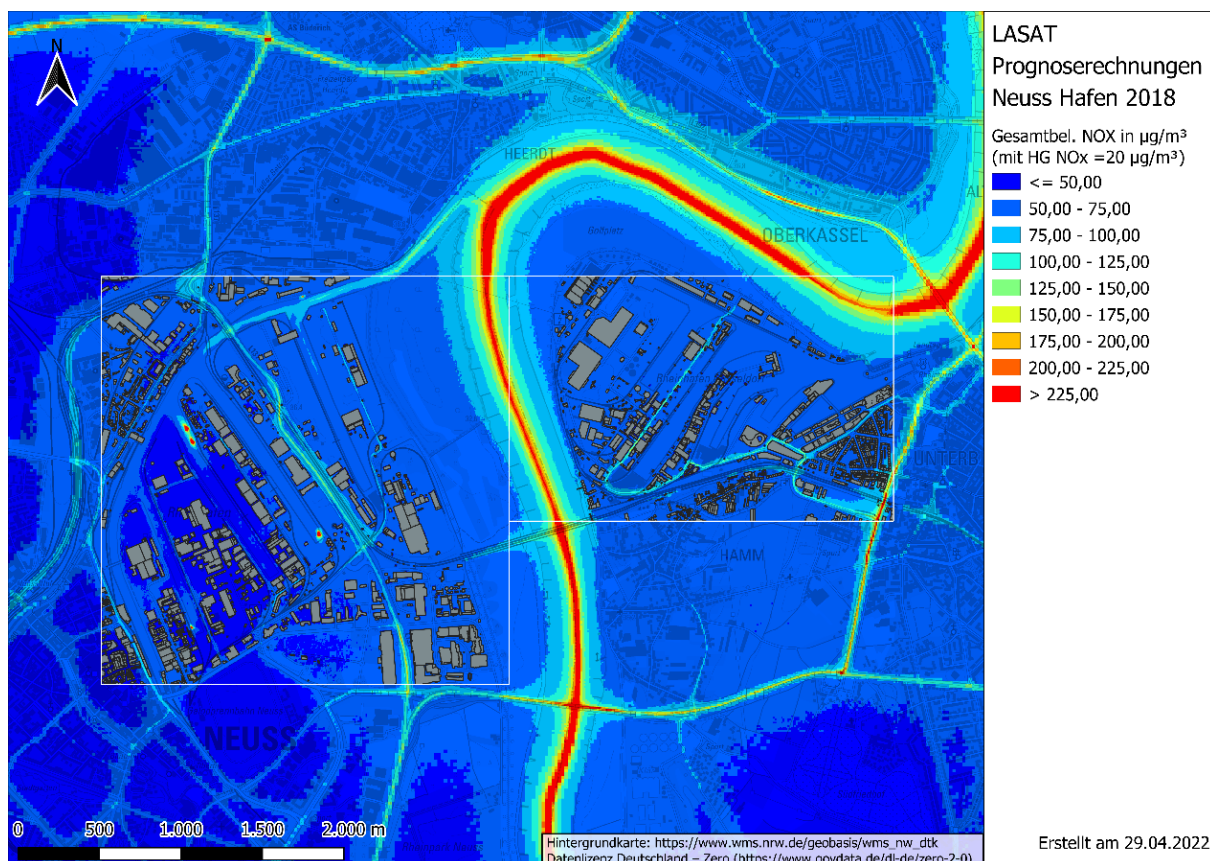 LASAT
Prognoserechnungen
Neuss Hafen 2018
Gesamtbel. NOX in µg/m³
(mit HG NOx =20 µg/m³)
<= 50,00
50,00 - 75,00
75,00 - 100,00
100,00 - 125,00
125,00 - 150,00
150,00 - 175,00
175,00 - 200,00
200,00 - 225,00
> 225,00
N
HEERDT
Golfplatz
OBERKASSEL
UNTERB
HAMM
NEUSS
0 500 1.000 1.500 2.000 m
Hintergrundkarte: https://www.wms.nrw.de/geobasis/wms_nw_dtk
Datenlizenz Deutschland – Zero (https://www.govdata.de/dl-de/zero-2-0)
Erstellt am 29.04.2022